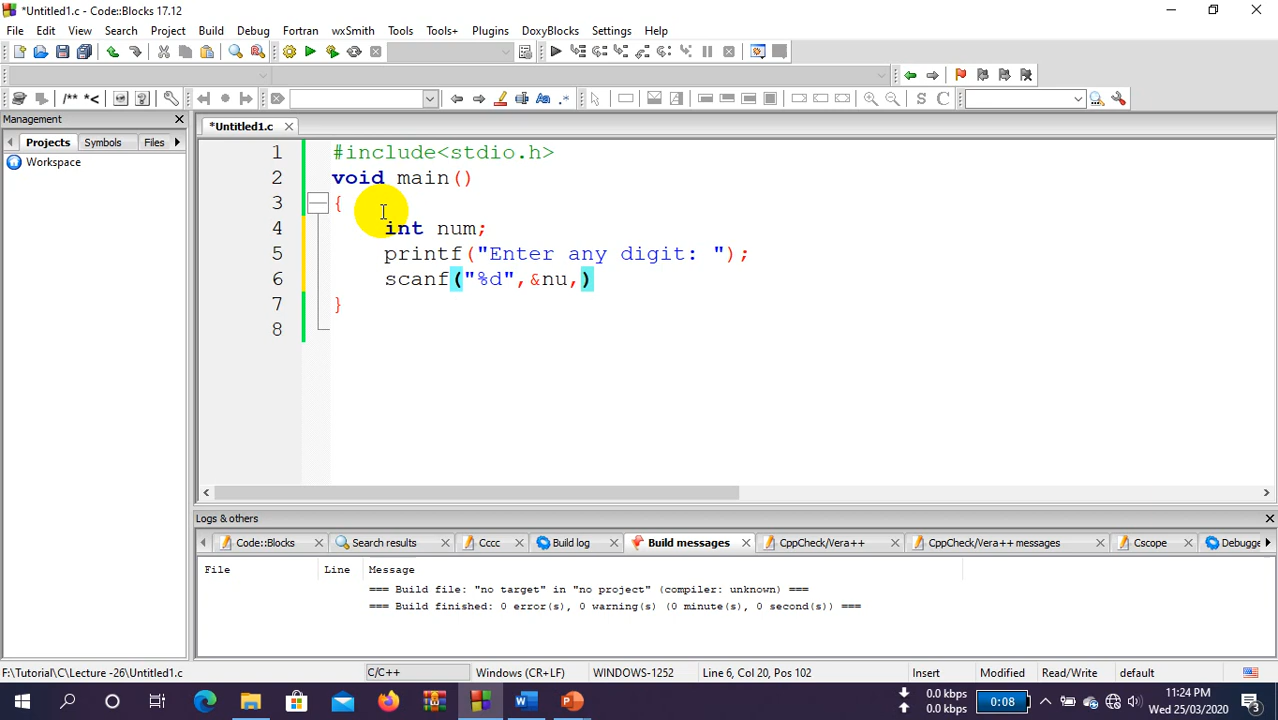 *Untitled1.c - Code::Blocks 17.12
File Edit View Search Project Build Debug Fortran wxSmith Tools Tools+ Plugins DoxyBlocks Settings Help
/** *< S C
Management
*Untitled1.c
Projects Symbols Files
Workspace
1 #include<stdio.h>
2 void main()
3 {
4 int num;
5 printf("Enter any digit: ");
6 scanf("%d",&nu,)
7 }
8
Logs & others
Code::Blocks Search results Cccc Build log Build messages CppCheck/Vera++ CppCheck/Vera++ messages Cscope Debugge
File Line Message
=== Build file: "no target" in "no project" (compiler: unknown) ===
=== Build finished: 0 error(s), 0 warning(s) (0 minute(s), 0 second(s)) ===
F:\Tutorial\C\Lecture -26\Untitled1.c C/C++ Windows (CR+LF) WINDOWS-1252 Line 6, Col 20, Pos 102 Insert Modified Read/Write default
0.0 kbps
0.0 kbps
0:08
11:24 PM
Wed 25/03/2020
3